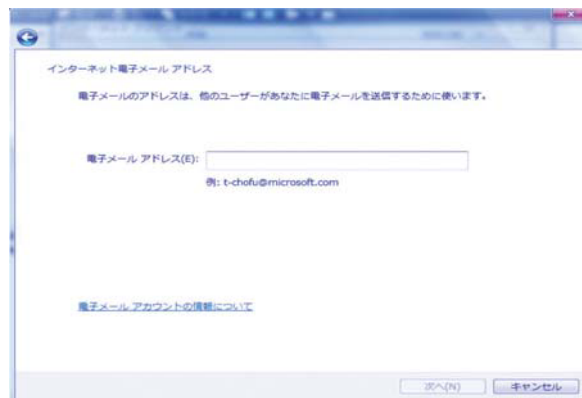 インターネット電子メール アドレス
電子メールのアドレスは、他のユーザーがあなたに電子メールを送信するために使います。
電子メール アドレス(E):
例: t-chofu@microsoft.com
電子メール アカウントの情報について
次へ(N) キャンセル